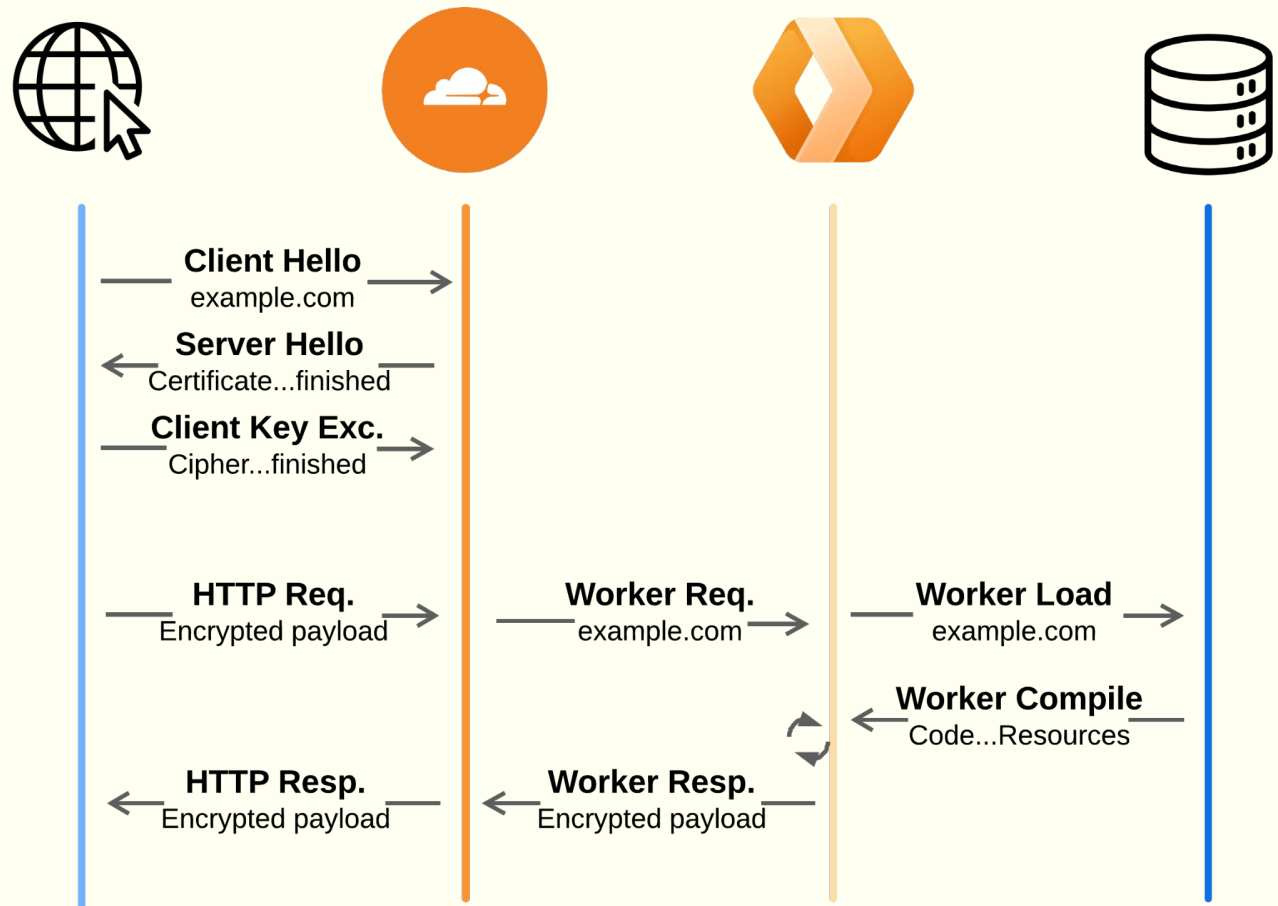 Client Hello
example.com
Server Hello
Certificate...finished
Client Key Exc.
Cipher...finished
HTTP Req.
Encrypted payload
Worker Req.
example.com
Worker Load
example.com
Worker Compile
Code...Resources
HTTP Resp.
Encrypted payload
Worker Resp.
Encrypted payload